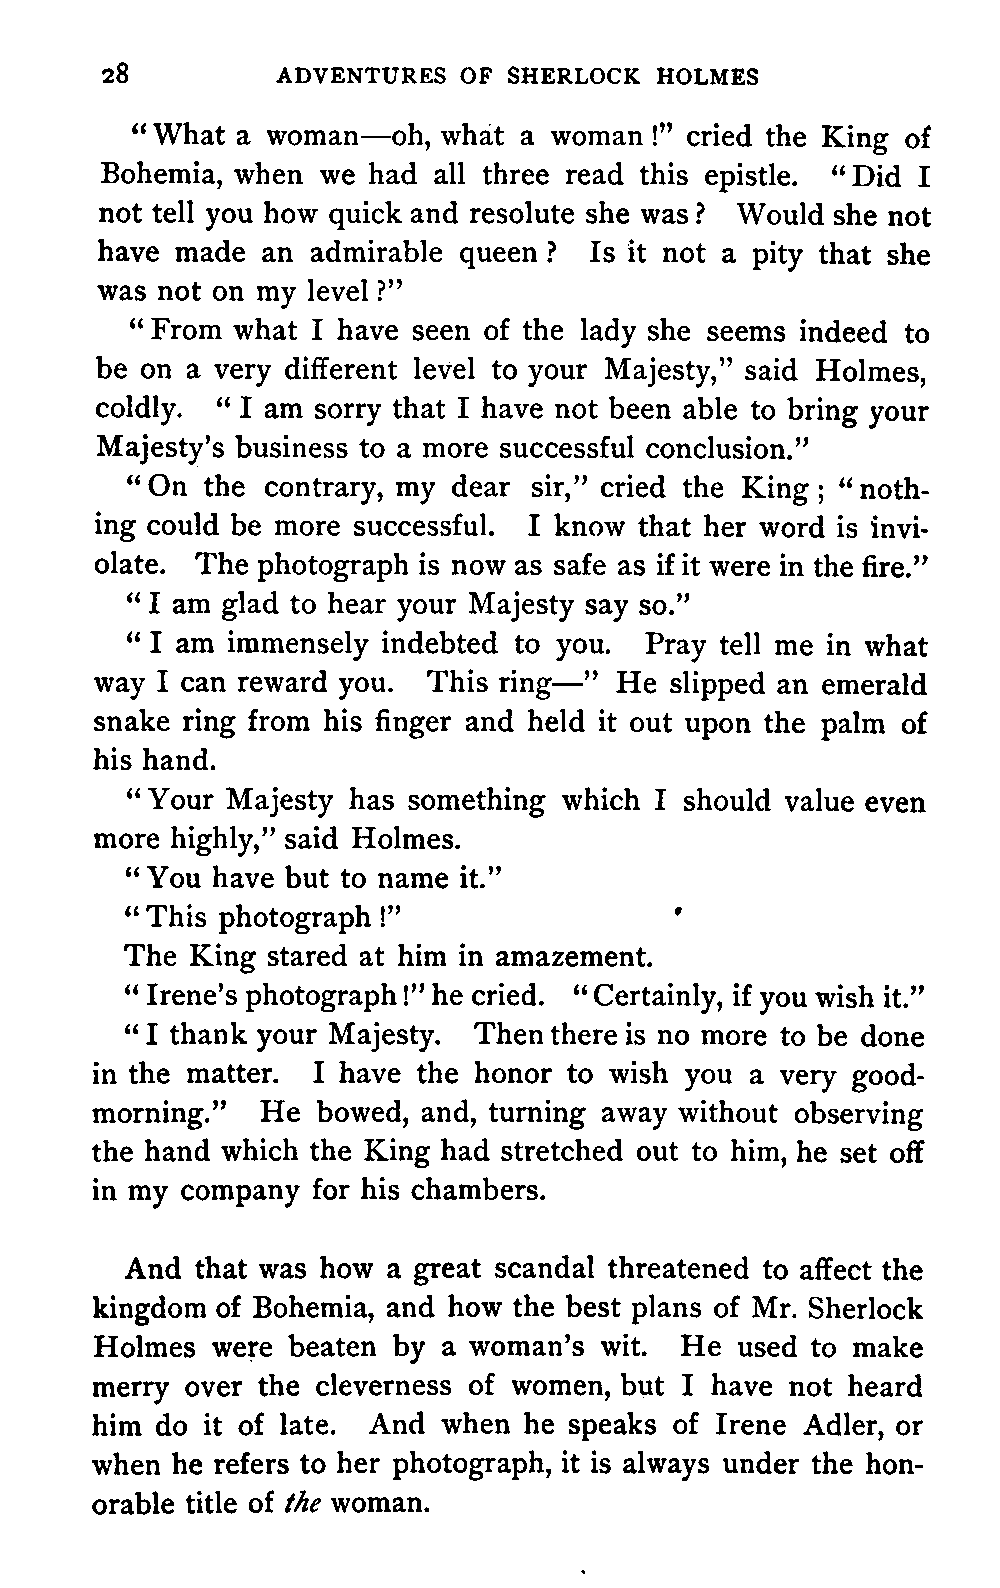 28 ADVENTURES OF SHERLOCK HOLMES
"What a woman—oh, what a woman!" cried the King of
Bohemia, when we had all three read this epistle. "Did I
not tell you how quick and resolute she was? Would she not
have made an admirable queen? Is it not a pity that she
was not on my level?"
"From what I have seen of the lady she seems indeed to
be on a very different level to your Majesty," said Holmes,
coldly. "I am sorry that I have not been able to bring your
Majesty's business to a more successful conclusion."
"On the contrary, my dear sir," cried the King; "noth-
ing could be more successful. I know that her word is invi-
olate. The photograph is now as safe as if it were in the fire."
"I am glad to hear your Majesty say so."
"I am immensely indebted to you. Pray tell me in what
way I can reward you. This ring—" He slipped an emerald
snake ring from his finger and held it out upon the palm of
his hand.
"Your Majesty has something which I should value even
more highly," said Holmes.
"You have but to name it."
"This photograph!"
The King stared at him in amazement.
"Irene's photograph!" he cried. "Certainly, if you wish it."
"I thank your Majesty. Then there is no more to be done
in the matter. I have the honor to wish you a very good-
morning." He bowed, and, turning away without observing
the hand which the King had stretched out to him, he set off
in my company for his chambers.
And that was how a great scandal threatened to affect the
kingdom of Bohemia, and how the best plans of Mr. Sherlock
Holmes were beaten by a woman's wit. He used to make
merry over the cleverness of women, but I have not heard
him do it of late. And when he speaks of Irene Adler, or
when he refers to her photograph, it is always under the hon-
orable title of the woman.